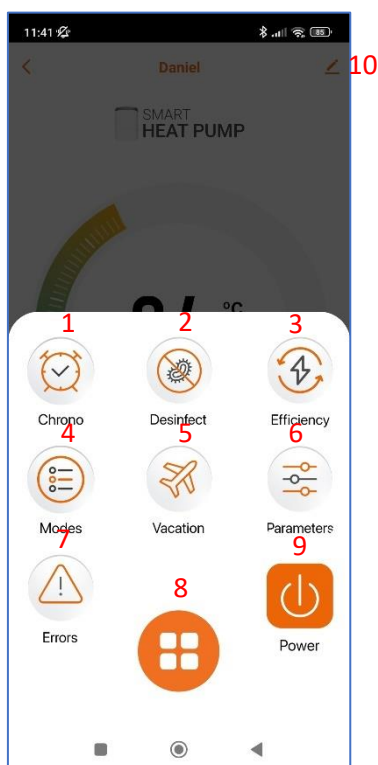 11:41
85
Daniel
10
SMART
HEAT PUMP
°C
1 2 3
Chrono Desinfect Efficiency
4 5 6
Modes Vacation Parameters
7 8 9
Errors Power